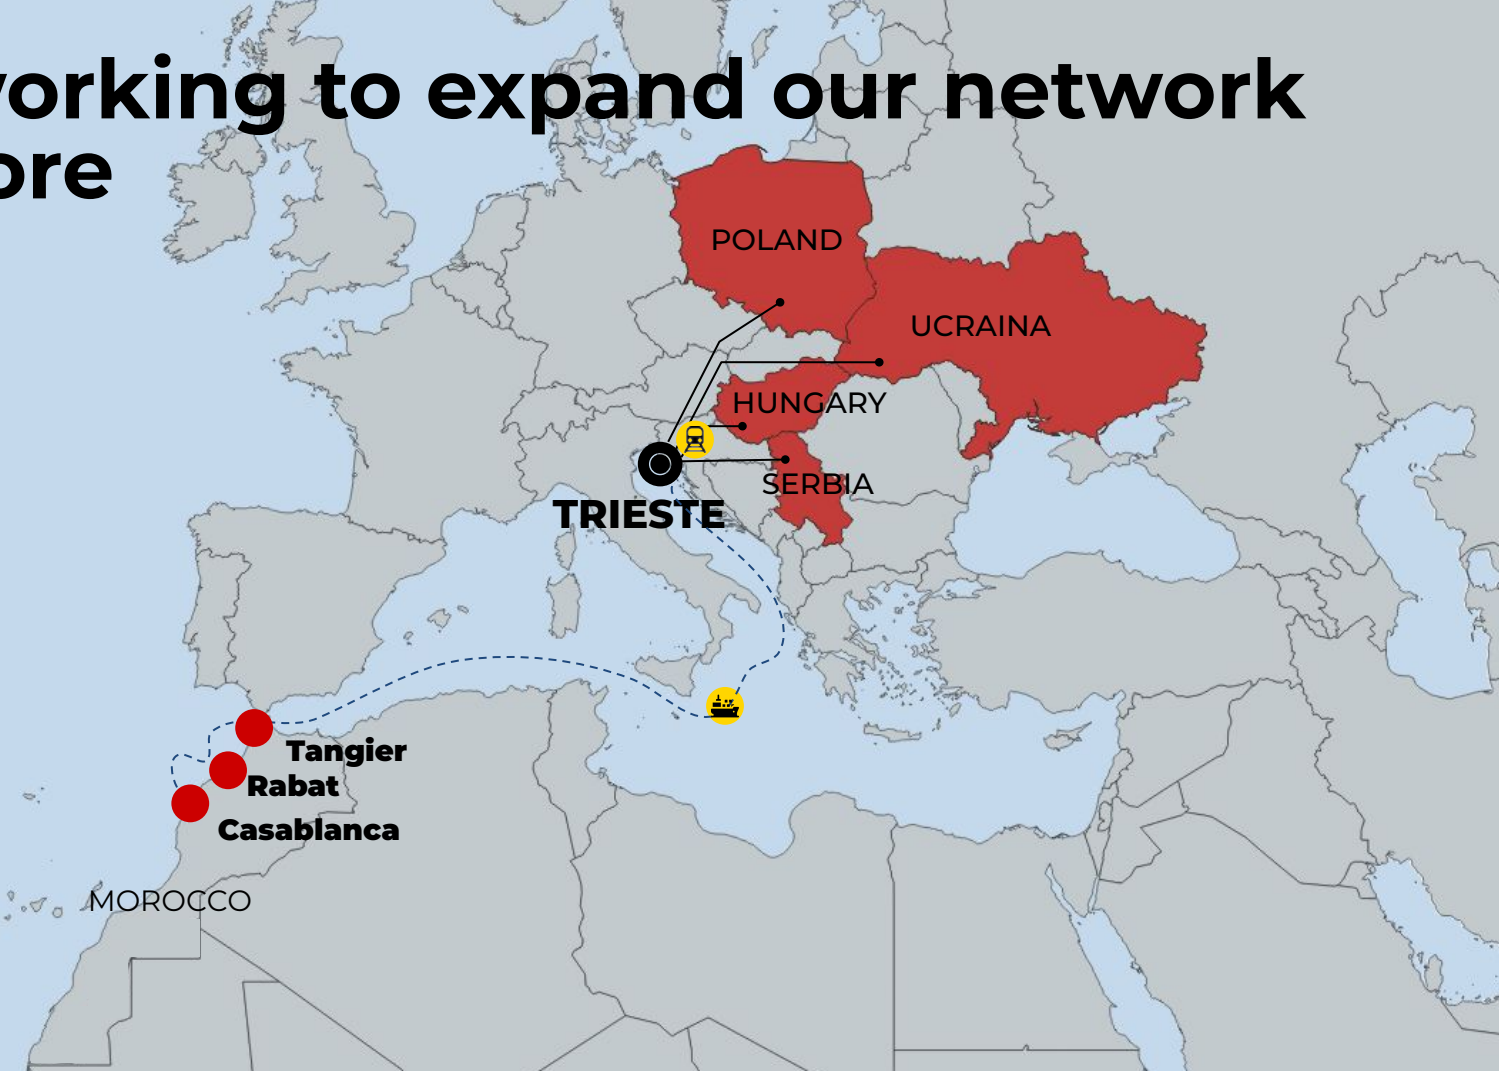 orking to expand our network
ore
POLAND
UCRAINA
HUNGARY
SERBIA
TRIESTE
Tangier
Rabat
Casablanca
MOROCCO